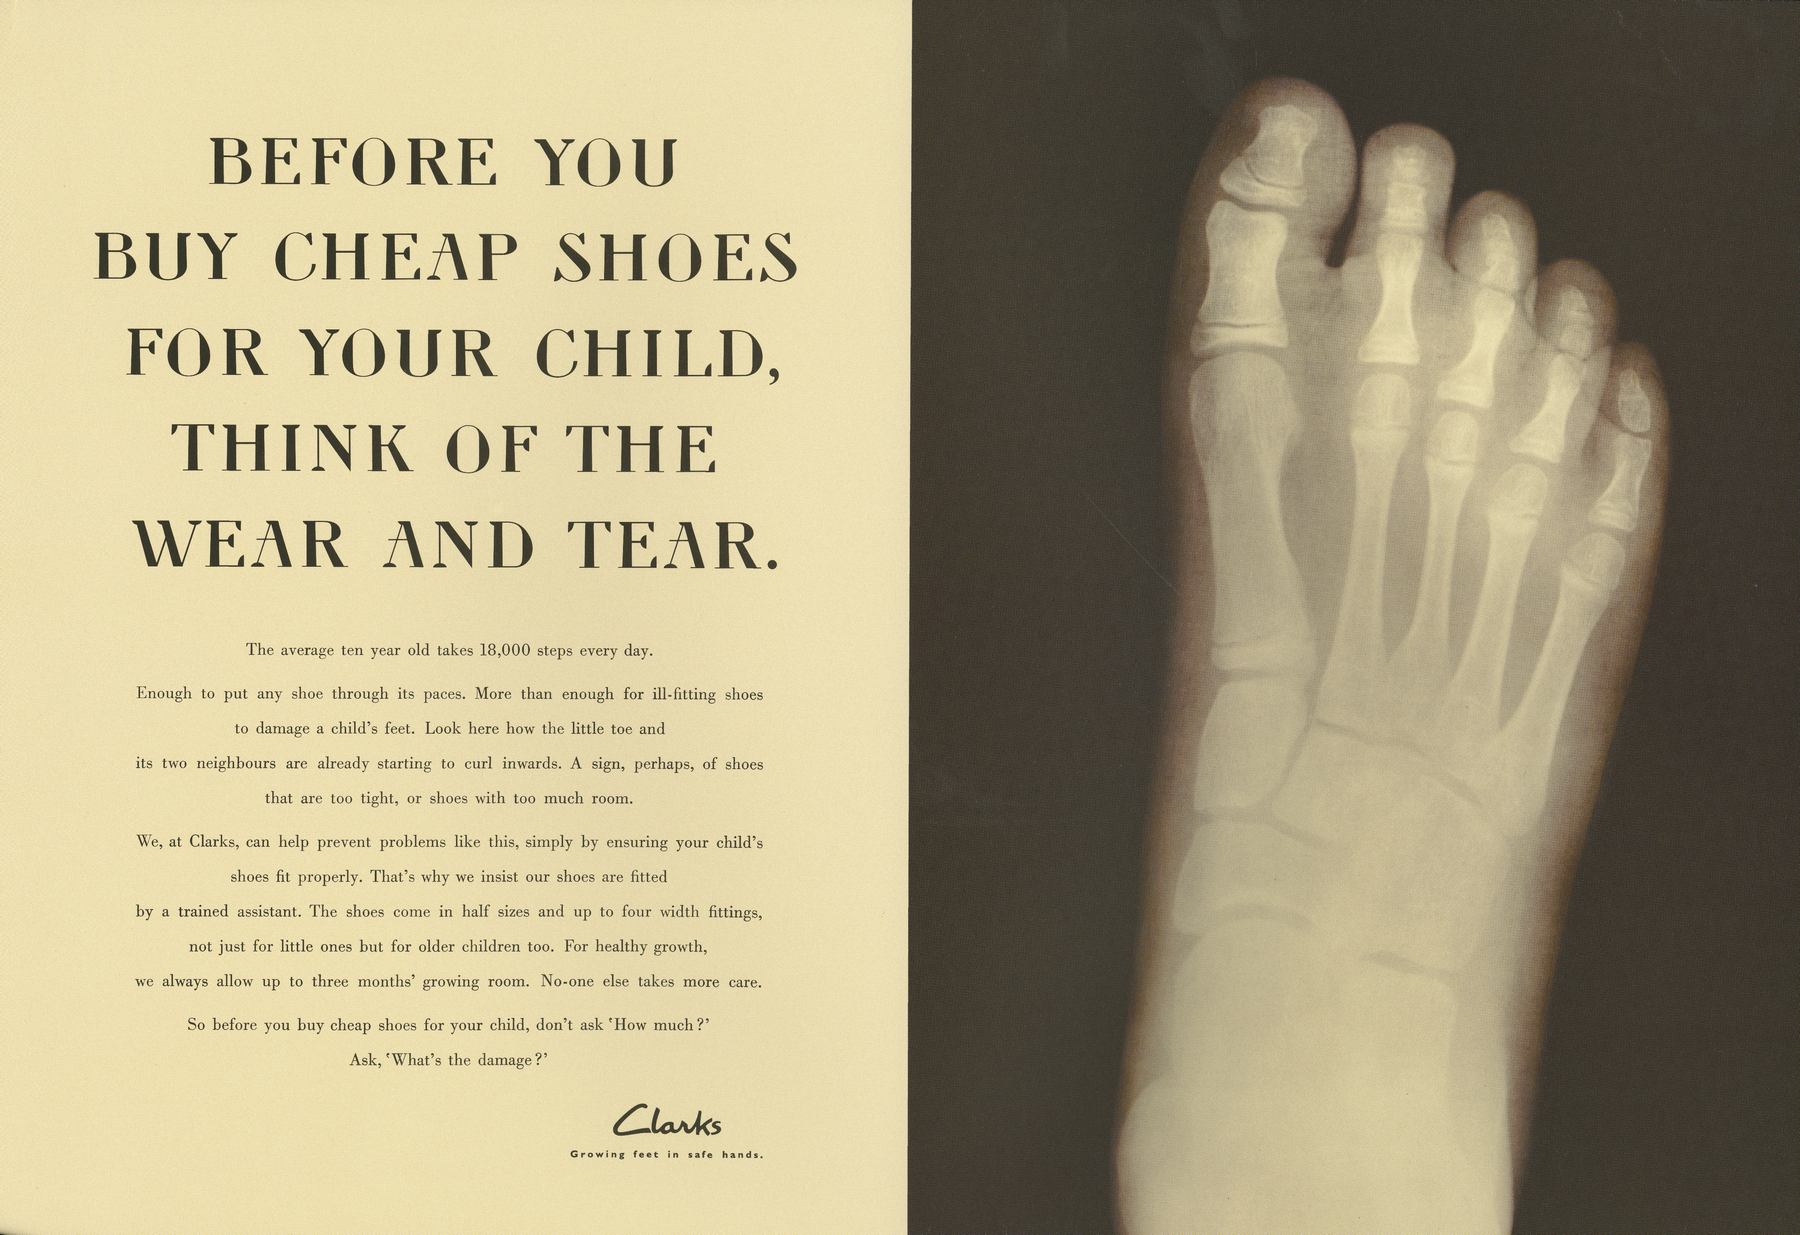 BEFORE YOU
BUY CHEAP SHOES
FOR YOUR CHILD,
THINK OF THE
WEAR AND TEAR.
The average ten year old takes 18,000 steps every day.
Enough to put any shoe through its paces. More than enough for ill-fitting shoes
to damage a child's feet. Look here how the little toe and
its two neighbours are already starting to curl inwards. A sign, perhaps, of shoes
that are too tight, or shoes with too much room.
We, at Clarks, can help prevent problems like this, simply by ensuring your child's
shoes fit properly. That's why we insist our shoes are fitted
by a trained assistant. The shoes come in half sizes and up to four width fittings,
not just for little ones but for older children too. For healthy growth,
we always allow up to three months' growing room. No-one else takes more care.
So before you buy cheap shoes for your child, don't ask 'How much?'
Ask, 'What's the damage?'
Clarks
Growing feet in safe hands.